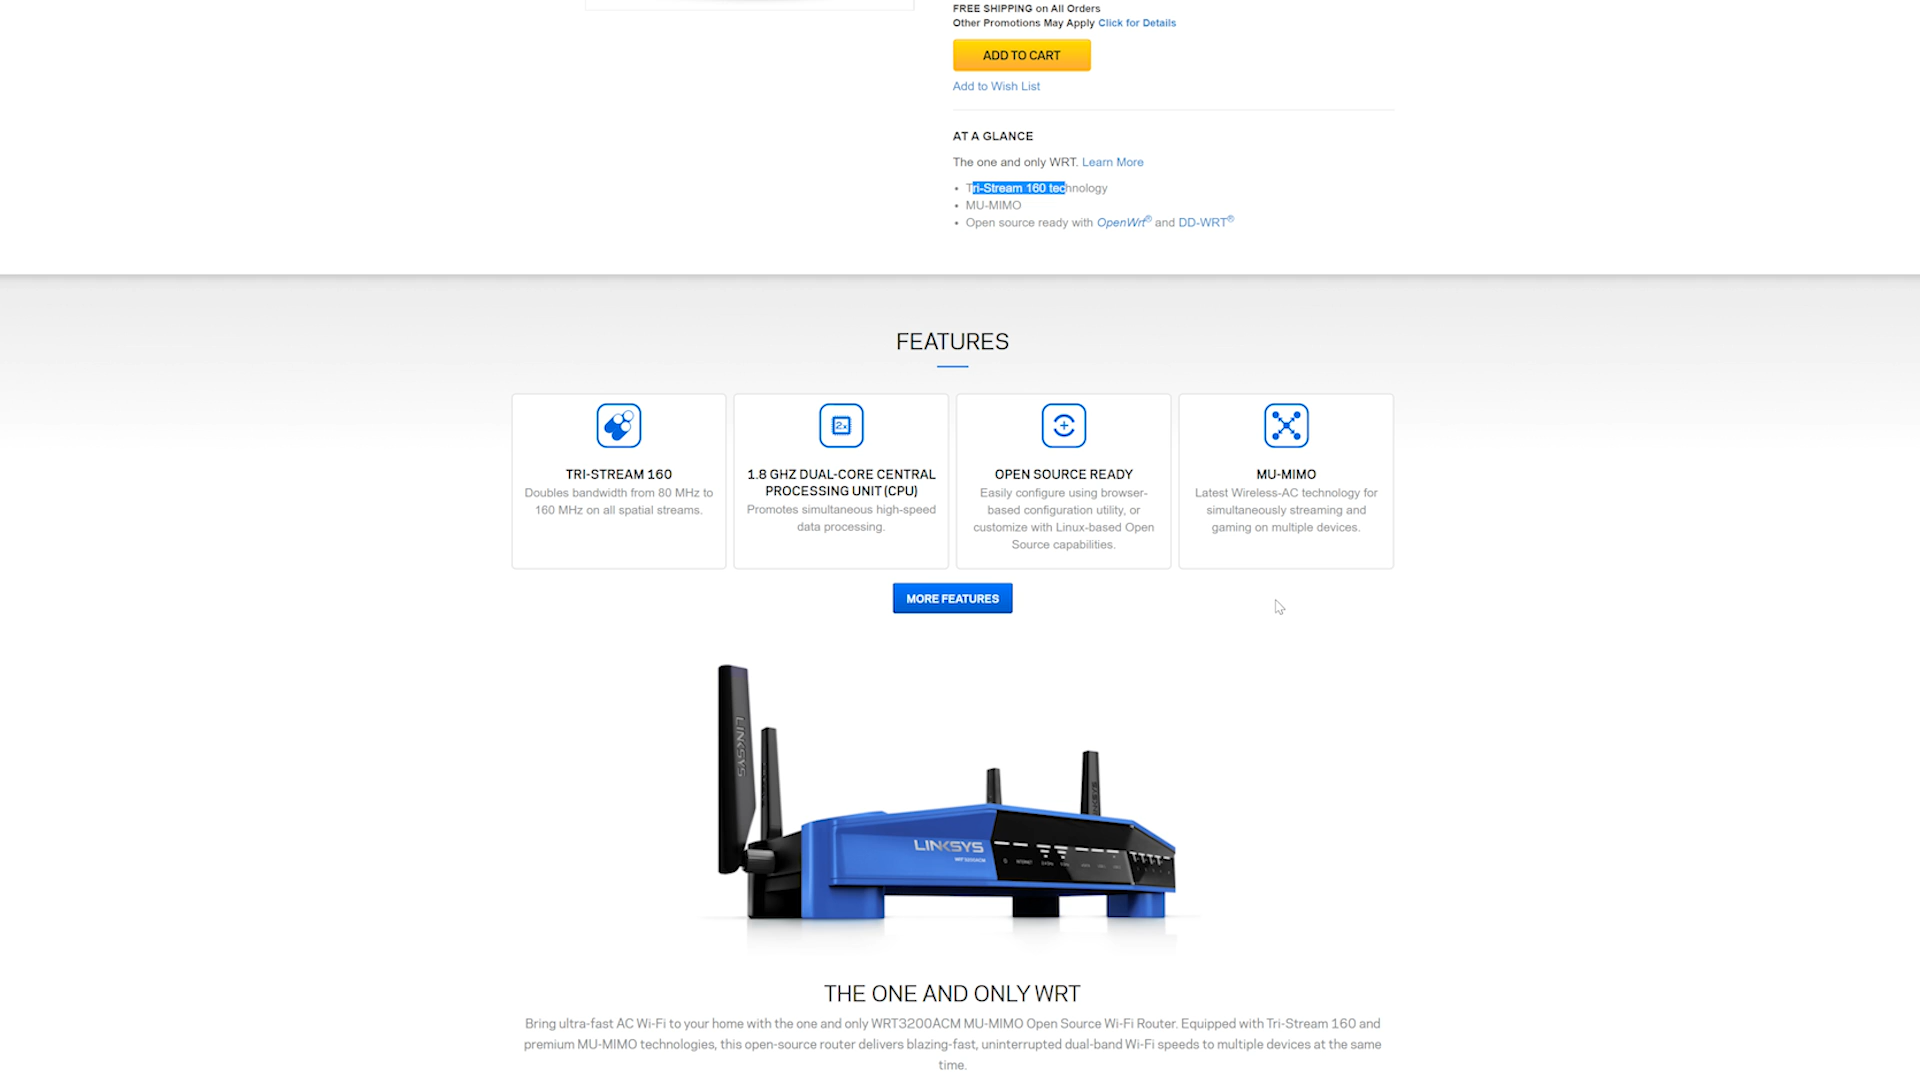 FREE SHIPPING on All Orders
Other Promotions May Apply Click for Details
ADD TO CART
Add to Wish List
AT A GLANCE
The one and only WRT. Learn More
• Tri-Stream 160 technology
• MU-MIMO
• Open source ready with OpenWrt® and DD-WRT®
FEATURES
2x
TRI-STREAM 160
Doubles bandwidth from 80 MHz to
160 MHz on all spatial streams.
1.8 GHZ DUAL-CORE CENTRAL
PROCESSING UNIT (CPU)
Promotes simultaneous high-speed
data processing.
OPEN SOURCE READY
Easily configure using browser-
based configuration utility, or
customize with Linux-based Open
Source capabilities.
MU-MIMO
Latest Wireless-AC technology for
simultaneously streaming and
gaming on multiple devices.
MORE FEATURES
LINKSYS
LINKSYS
WRT3200ACM
INTERNET
THE ONE AND ONLY WRT
Bring ultra-fast AC Wi-Fi to your home with the one and only WRT3200ACM MU-MIMO Open Source Wi-Fi Router. Equipped with Tri-Stream 160 and
premium MU-MIMO technologies, this open-source router delivers blazing-fast, uninterrupted dual-band Wi-Fi speeds to multiple devices at the same
time.